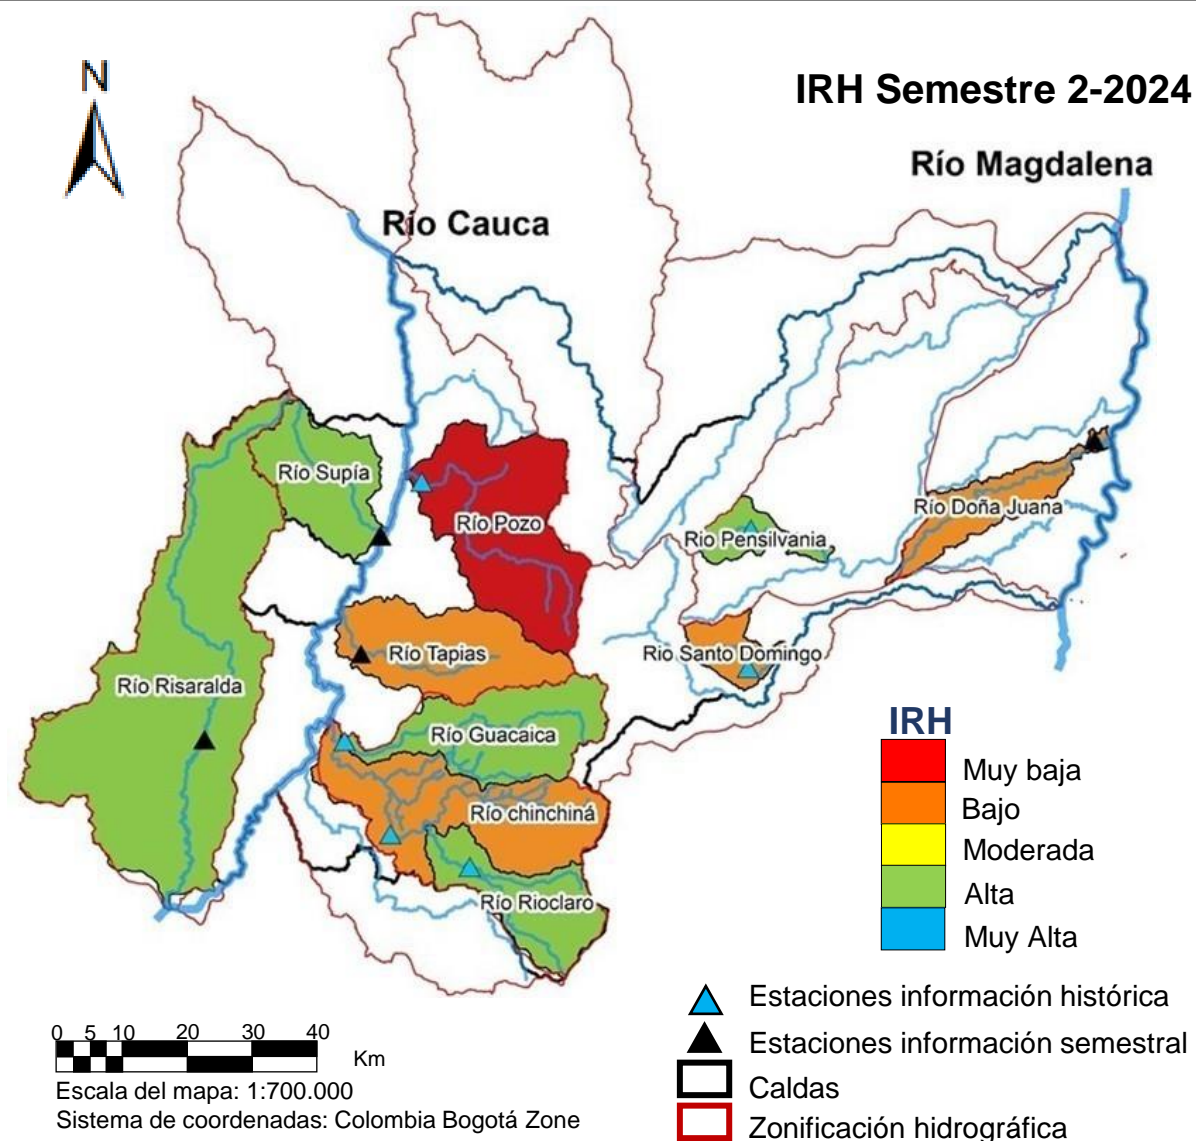 N
IRH Semestre 2-2024
Río Magdalena
Río Cauca
Río Supía
Río Pozo
Río Doña Juana
Rio Pensilvania
Río Tapias
Rio Santo Domingo
Río Risaralda
Río Guacaica
Río chinchiná
Río Rioclaro
IRH
Muy baja
Bajo
Moderada
Alta
Muy Alta
Estaciones información histórica
Estaciones información semestral
Caldas
Zonificación hidrográfica
0 5 10 20 30 40
Km
Escala del mapa: 1:700.000
Sistema de coordenadas: Colombia Bogotá Zone